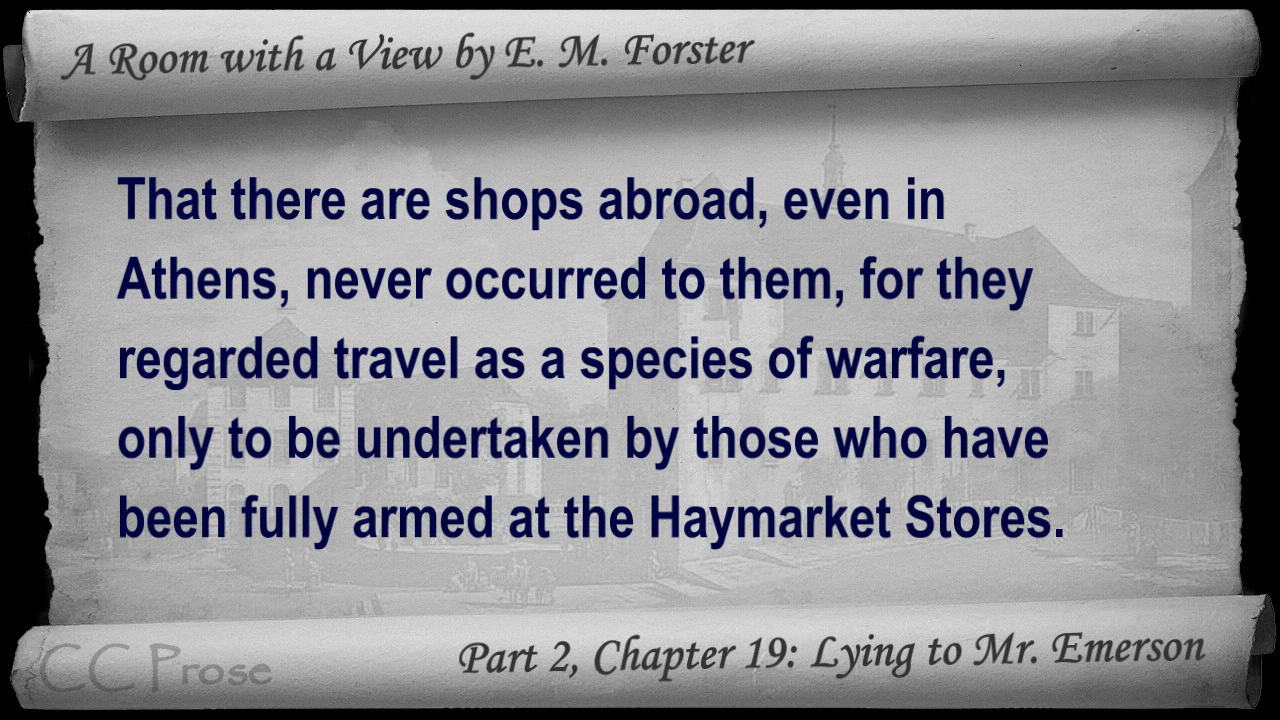 A Room with a View by E. M. Forster
That there are shops abroad, even in
Athens, never occurred to them, for they
regarded travel as a species of warfare,
only to be undertaken by those who have
been fully armed at the Haymarket Stores.
CC Prose
Part 2, Chapter 19: Lying to Mr. Emerson